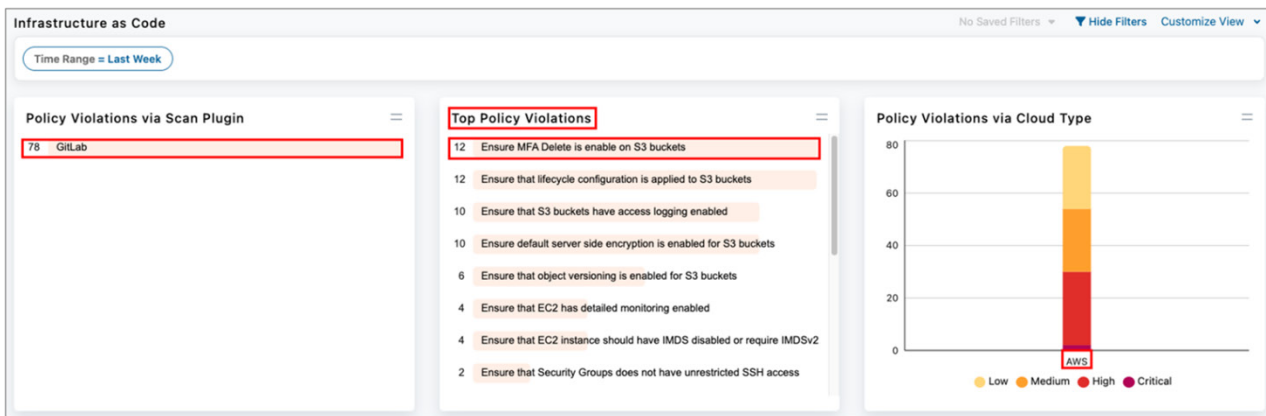 Infrastructure as Code
No Saved Filters
Hide Filters
Customize View
Time Range = Last Week
Policy Violations via Scan Plugin
78 GitLab
Top Policy Violations
12 Ensure MFA Delete is enable on S3 buckets
12 Ensure that lifecycle configuration is applied to S3 buckets
10 Ensure that S3 buckets have access logging enabled
10 Ensure default server side encryption is enabled for S3 buckets
6 Ensure that object versioning is enabled for S3 buckets
4 Ensure that EC2 has detailed monitoring enabled
4 Ensure that EC2 instance should have IMDS disabled or require IMDSv2
2 Ensure that Security Groups does not have unrestricted SSH access
Policy Violations via Cloud Type
80
60
40
20
0
AWS
Low Medium High Critical